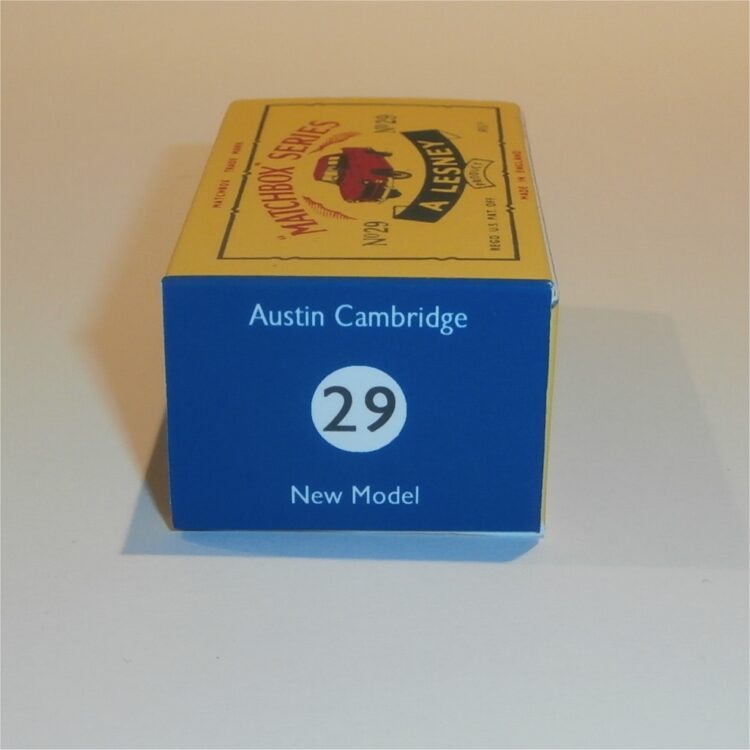 MATCHBOX TRADE MARK
"MATCHBOX" SERIES
Nº29
Nº29
A LESNEY
PRODUCT
REGD U.S. PAT. OFF
MADE IN ENGLAND
Austin Cambridge
29
New Model